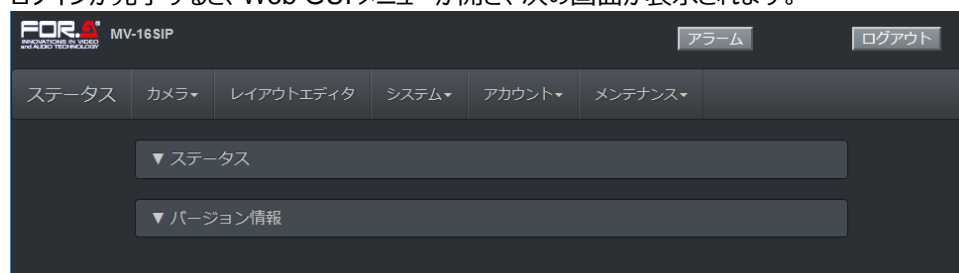 ログインが完了すると、Web GUI メニューが開き、次の画面が表示されます。
FOR.A MV-16SIP アラーム ログアウト
INNOVATIONS IN VIDEO
and AUDIO TECHNOLOGY
ステータス カメラ▾ レイアウトエディタ システム▾ アカウント▾ メンテナンス▾
▼ ステータス
▼ バージョン情報